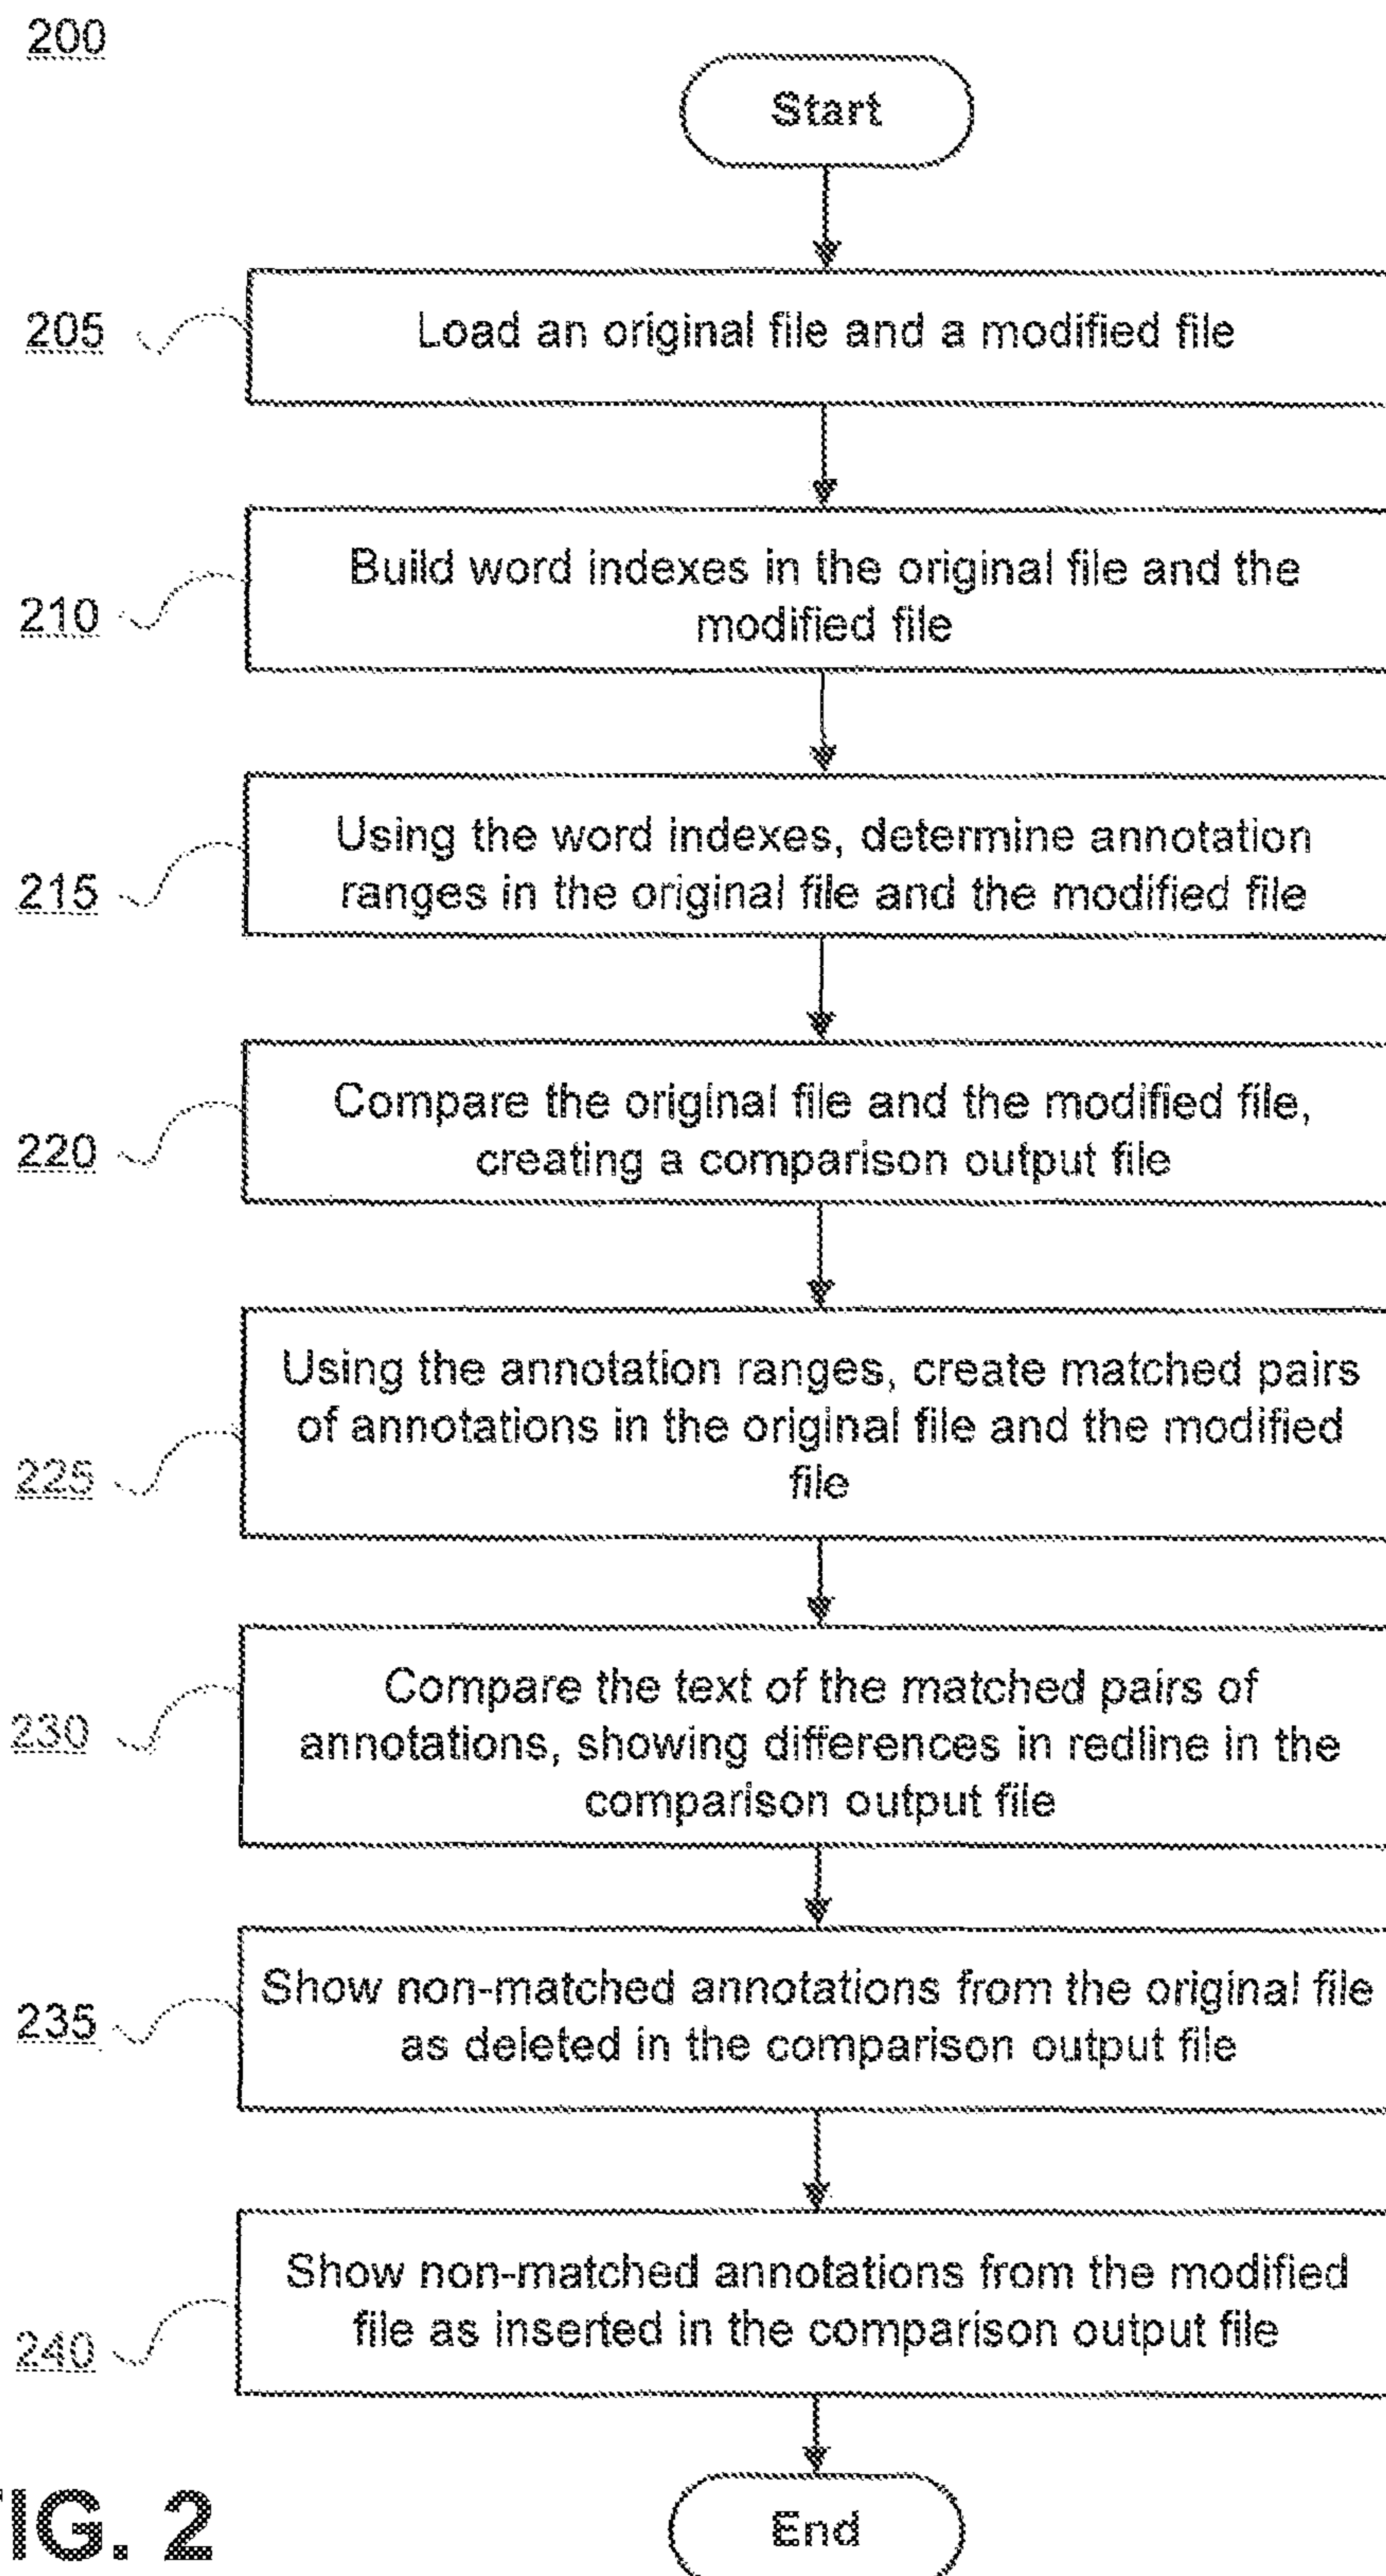 200
Start
205
Load an original file and a modified file
210
Build word indexes in the original file and the
modified file
215
Using the word indexes, determine annotation
ranges in the original file and the modified file
220
Compare the original file and the modified file,
creating a comparison output file
225
Using the annotation ranges, create matched pairs
of annotations in the original file and the modified
file
230
Compare the text of the matched pairs of
annotations, showing differences in redline in the
comparison output file
235
Show non-matched annotations from the original file
as deleted in the comparison output file
240
Show non-matched annotations from the modified
file as inserted in the comparison output file
End
FIG. 2